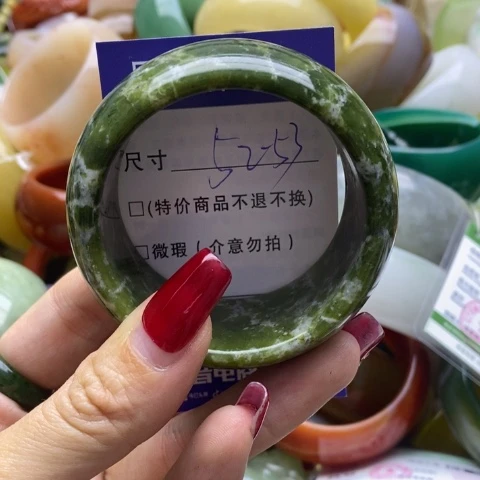 尺寸 52-53
□(特价商品不退不换)
□微瑕(介意勿拍)